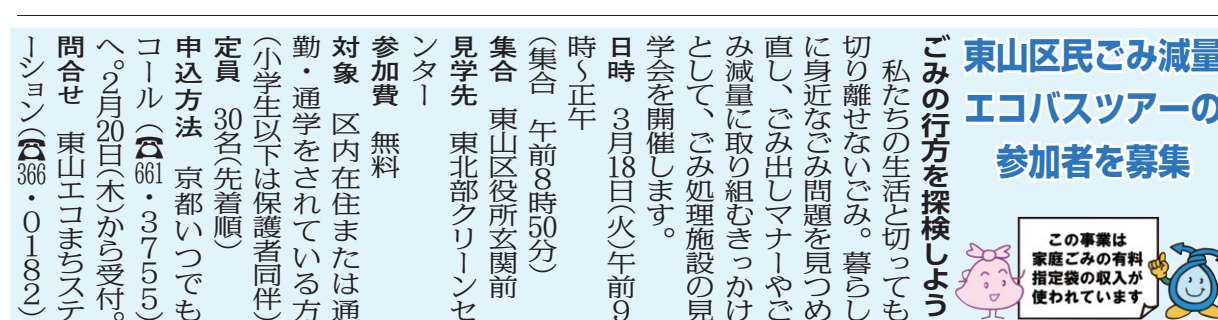 東山区民ごみ減量
エコバスツアーの
参加者を募集
この事業は
家庭ごみの有料
指定袋の収入が
使われています
ごみの行方を探検しよう
私たちの生活と切っても
切り離せないごみ。暮らし
に身近なごみ問題を見つめ
直し、ごみ出しマナーやご
み減量に取り組むきっかけ
として、ごみ処理施設の見
学会を開催します。
日時　3月18日(火)午前9
時～正午
(集合　午前8時50分)
集合　東山区役所玄関前
見学先　東北部クリーンセ
ンター
参加費　無料
対象　区内在住または通
勤・通学をされている方
(小学生以下は保護者同伴)
定員　30名(先着順)
申込方法　京都いつでも
コール(☎661・3755)
へ。2月20日(木)から受付。
問合せ　東山エコまちステ
ーション(☎366・0182)